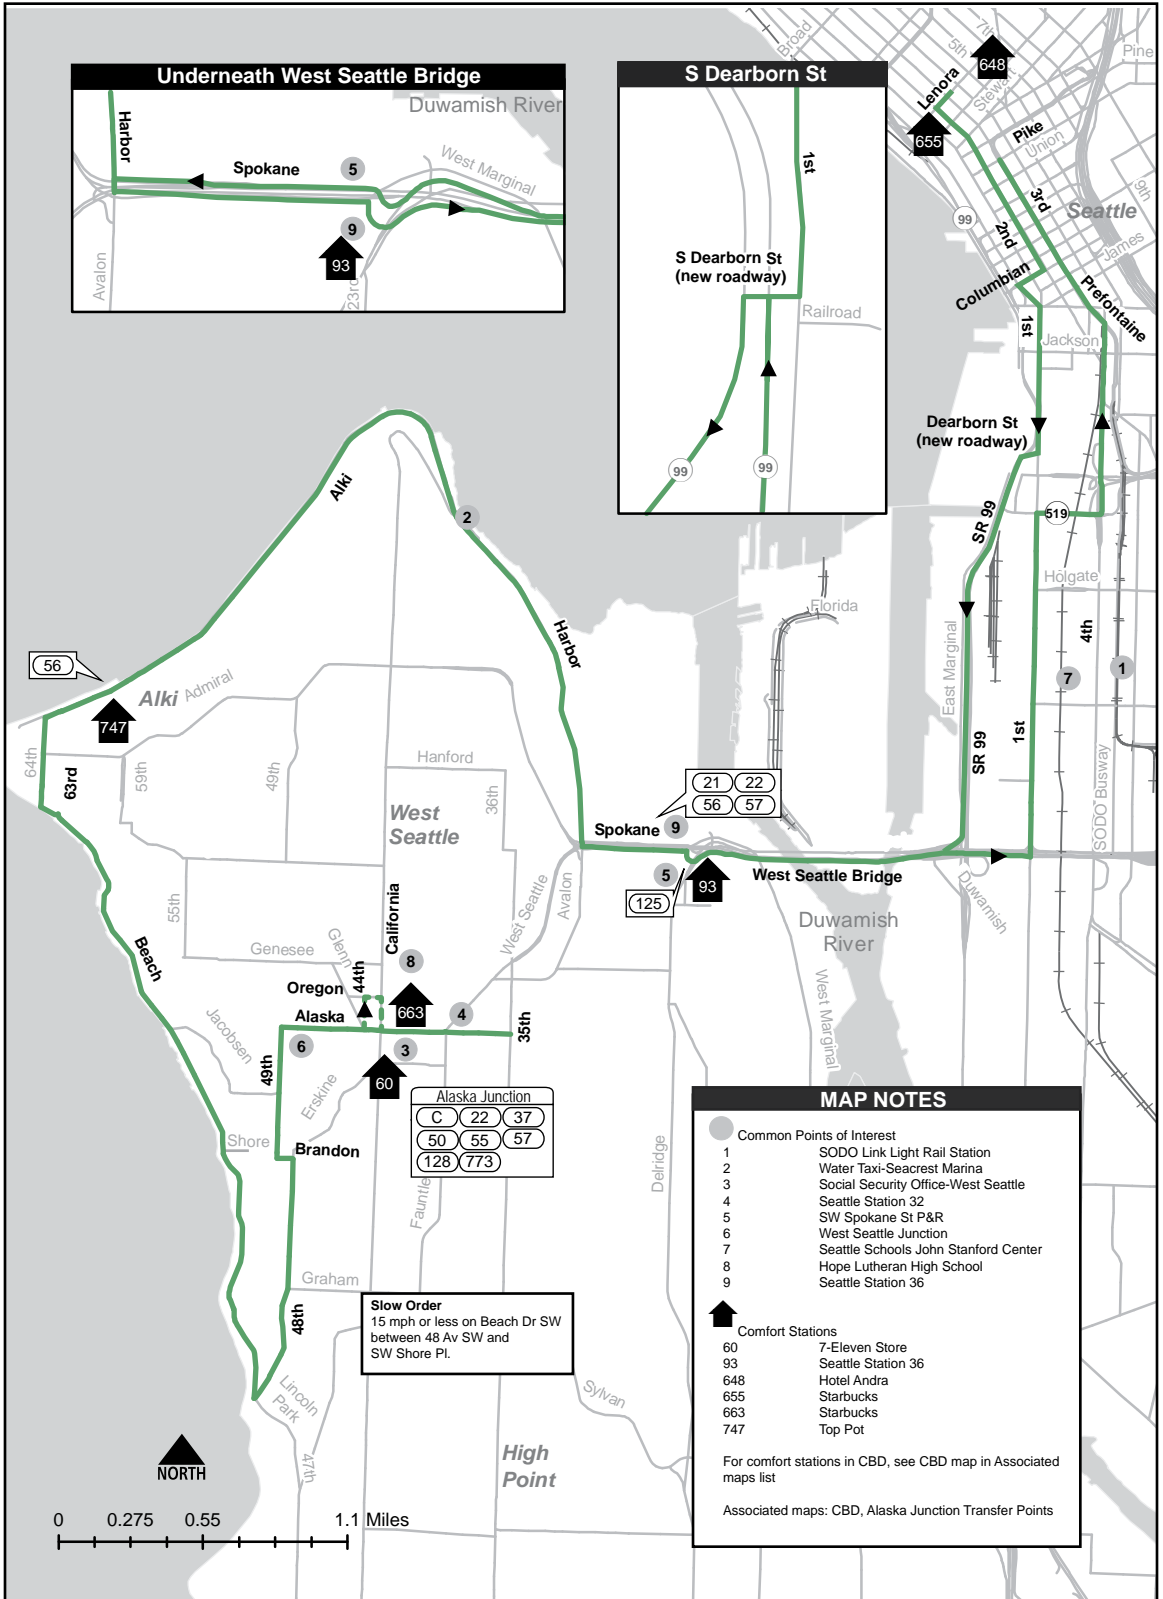 Underneath West Seattle Bridge
Duwamish River
Harbor
Spokane
5
West Marginal
9
93
Avalon
23rd
S Dearborn St
1st
S Dearborn St
(new roadway)
Railroad
99
99
Broad
7th
5th
648
Pine
Lenora
Stewart
655
Pike
Union
9th
3rd
Seattle
99
2nd
James
Columbian
Prefontaine
1st
Jackson
Dearborn St
(new roadway)
SR 99
519
Holgate
Florida
4th
East Marginal
1
7
1st
SR 99
SODO Busway
Alki
2
Harbor
56
Alki
Admiral
747
64th
63rd
59th
49th
Hanford
36th
West
Seattle
21
22
56
57
Spokane
9
5
93
West Seattle Bridge
125
Duwamish
Duwamish
River
West Seattle
Avalon
55th
California
Genesee
Glenn
8
Beach
44th
Oregon
Alaska
663
4
35th
West Marginal
Jacobsen
6
3
49th
60
Erskine
Alaska Junction
C
22
37
50
55
57
128
773
Shore
Brandon
Fauntle
Delridge
Graham
48th
Slow Order
15 mph or less on Beach Dr SW
between 48 Av SW and
SW Shore Pl.
Lincoln
Park
47th
Sylvan
High
Point
NORTH
0
0.275
0.55
1.1 Miles
MAP NOTES
Common Points of Interest
1 SODO Link Light Rail Station
2 Water Taxi-Seacrest Marina
3 Social Security Office-West Seattle
4 Seattle Station 32
5 SW Spokane St P&R
6 West Seattle Junction
7 Seattle Schools John Stanford Center
8 Hope Lutheran High School
9 Seattle Station 36
Comfort Stations
60 7-Eleven Store
93 Seattle Station 36
648 Hotel Andra
655 Starbucks
663 Starbucks
747 Top Pot
For comfort stations in CBD, see CBD map in Associated
maps list
Associated maps: CBD, Alaska Junction Transfer Points